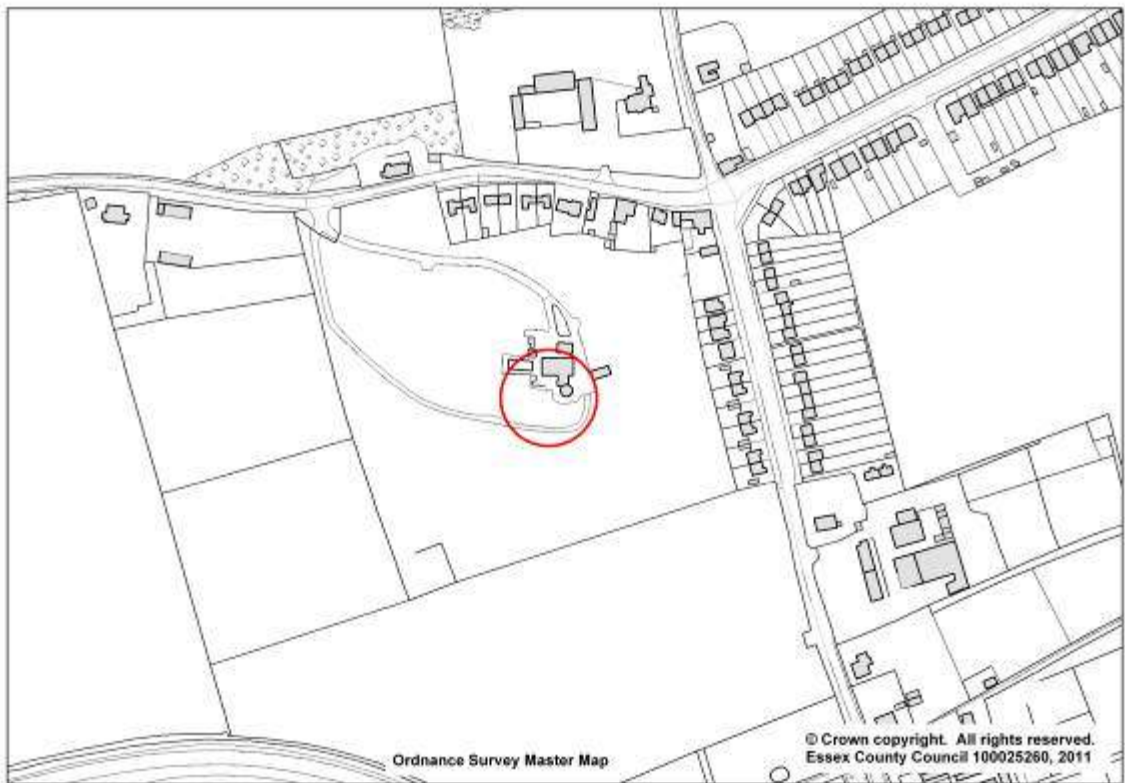 Ordnance Survey Master Map
© Crown copyright. All rights reserved.
Essex County Council 100025260, 2011